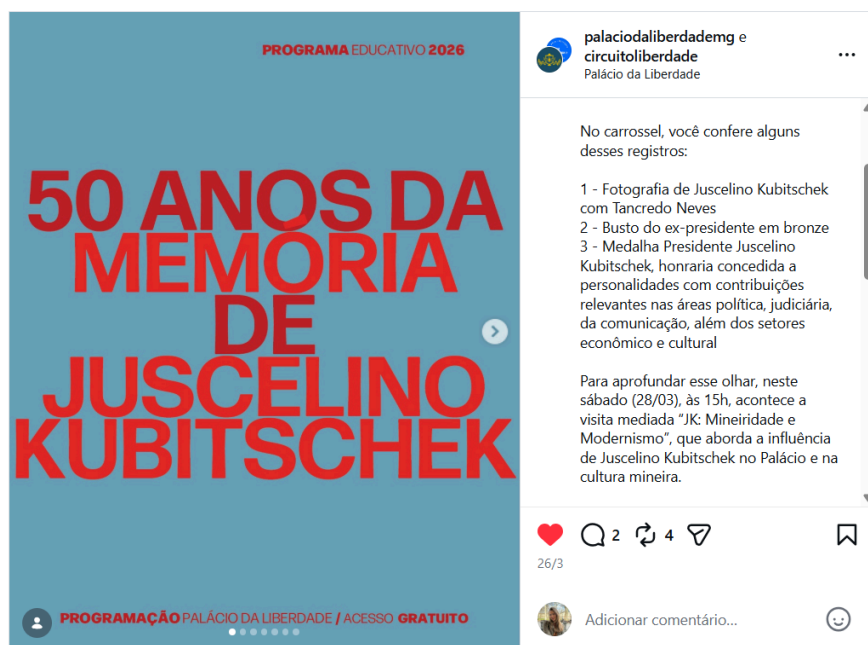 PROGRAMA EDUCATIVO 2026
50 ANOS DA
MEMÓRIA
DE
JUSCELINO
KUBITSCHEK
PROGRAMAÇÃO PALÁCIO DA LIBERDADE / ACESSO GRATUITO
palaciodaliberdademg e
circuitoliberdade
Palácio da Liberdade
No carrossel, você confere alguns
desses registros:
1 - Fotografia de Juscelino Kubitschek
com Tancredo Neves
2 - Busto do ex-presidente em bronze
3 - Medalha Presidente Juscelino
Kubitschek, honraria concedida a
personalidades com contribuições
relevantes nas áreas política, judiciária,
da comunicação, além dos setores
econômico e cultural
Para aprofundar esse olhar, neste
sábado (28/03), às 15h, acontece a
visita mediada “JK: Mineiridade e
Modernismo”, que aborda a influência
de Juscelino Kubitschek no Palácio e na
cultura mineira.
2 4
26/3
Adicionar comentário...